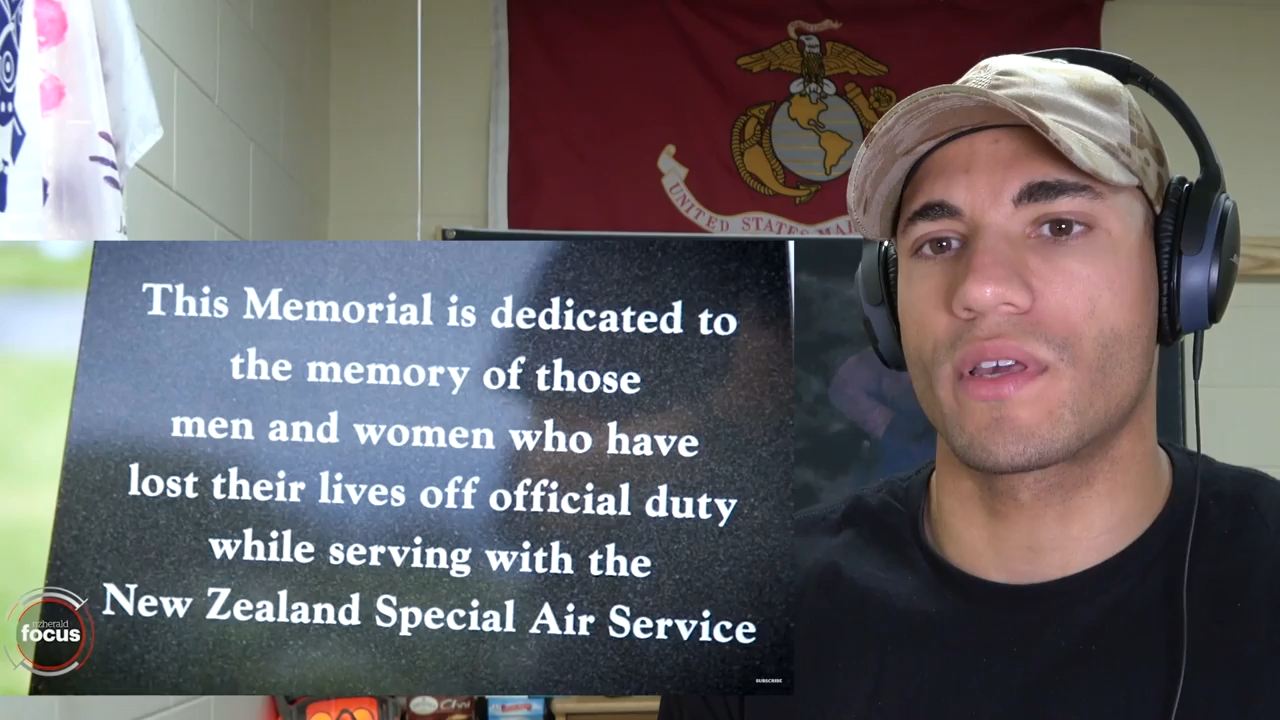 UNITED STATES MA
This Memorial is dedicated to
the memory of those
men and women who have
lost their lives off official duty
while serving with the
New Zealand Special Air Service
nzherald
focus
SUBSCRIBE